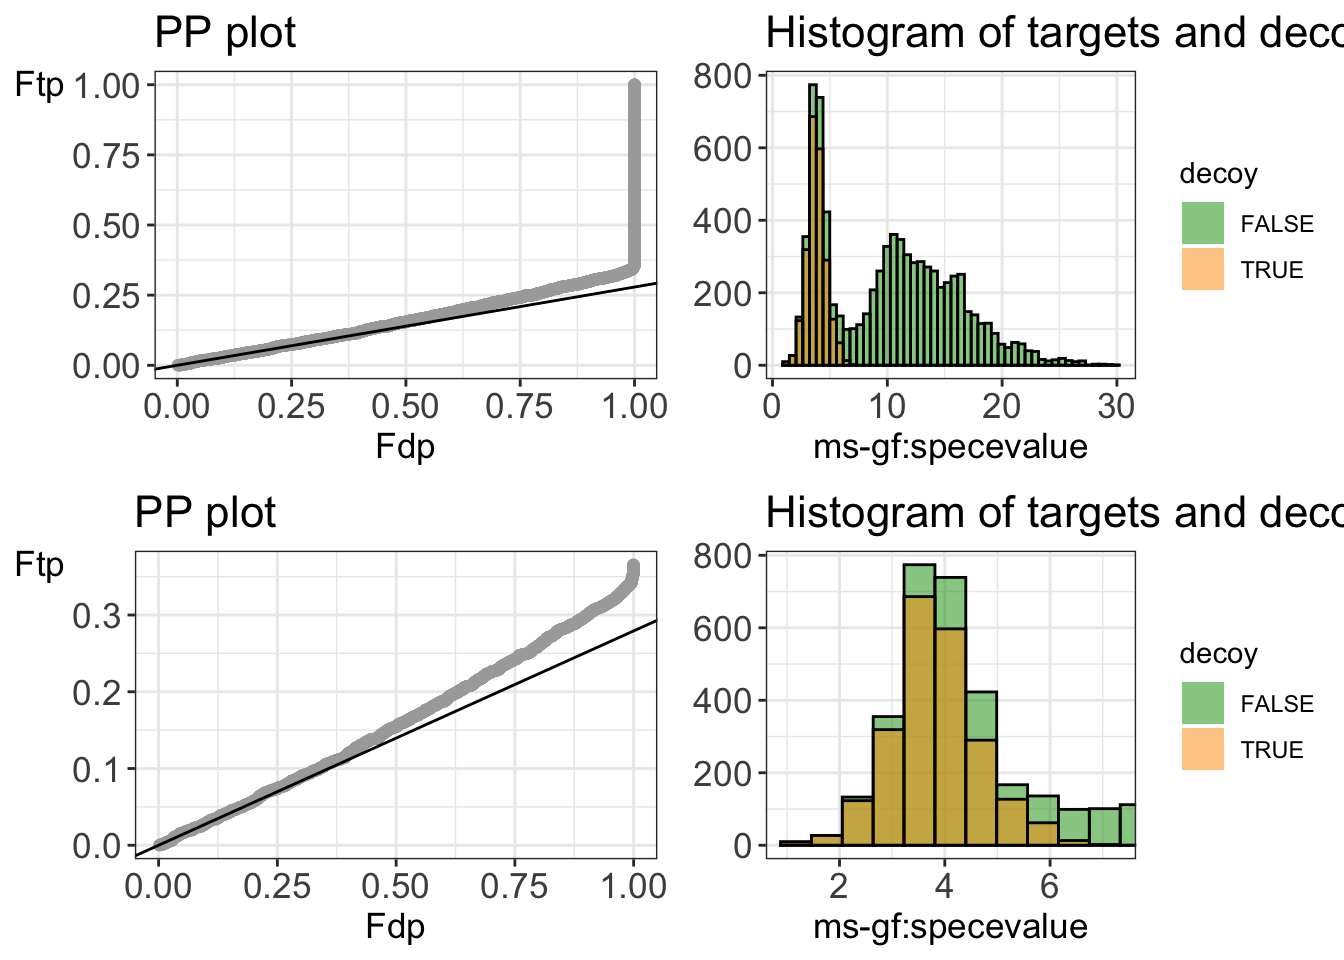 PP plot
Ftp
1.00
0.75
0.50
0.25
0.00
0.00 0.25 0.50 0.75 1.00
Fdp
Histogram of targets and deco
800
600
400
200
0
0 10 20 30
ms-gf:specevalue
decoy
FALSE
TRUE
PP plot
Ftp
0.3
0.2
0.1
0.0
0.00 0.25 0.50 0.75 1.00
Fdp
Histogram of targets and deco
800
600
400
200
0
2 4 6
ms-gf:specevalue
decoy
FALSE
TRUE